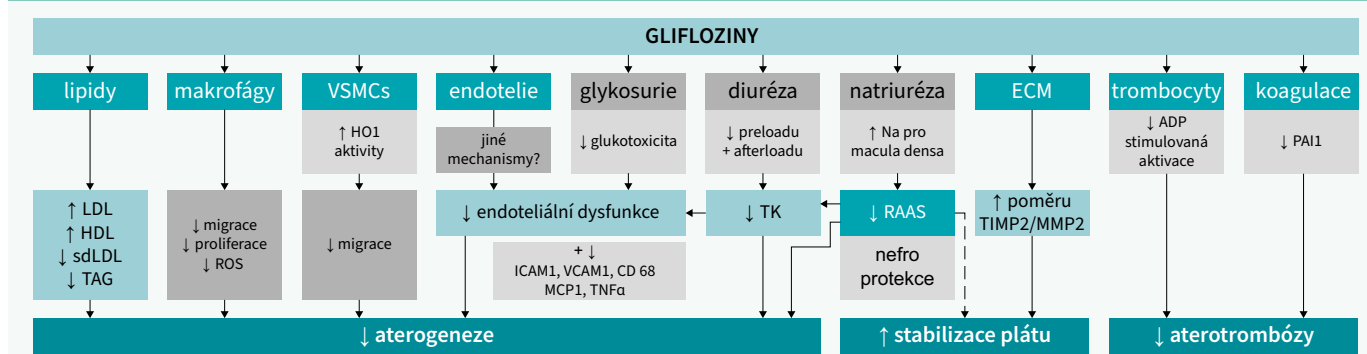 GLIFLOZINY
lipidy
makrofágy
VSMCs
endotelie
glykosurie
diuréza
natriuréza
ECM
trombocyty
koagulace
↑ HO1
aktivity
jiné
mechanismy?
↓ glukotoxicita
↓ preloadu
+ afterloadu
↑ Na pro
macula densa
↓ ADP
stimulovaná
aktivace
↓ PAI1
↑ LDL
↑ HDL
↓ sdLDL
↓ TAG
↓ migrace
↓ proliferace
↓ ROS
↓ migrace
↓ endoteliální dysfunkce
+ ↓
ICAM1, VCAM1, CD 68
MCP1, TNFα
↓ TK
↓ RAAS
nefro
protekce
↑ poměru
TIMP2/MMP2
↓ aterogeneze
↑ stabilizace plátu
↓ aterotrombózy